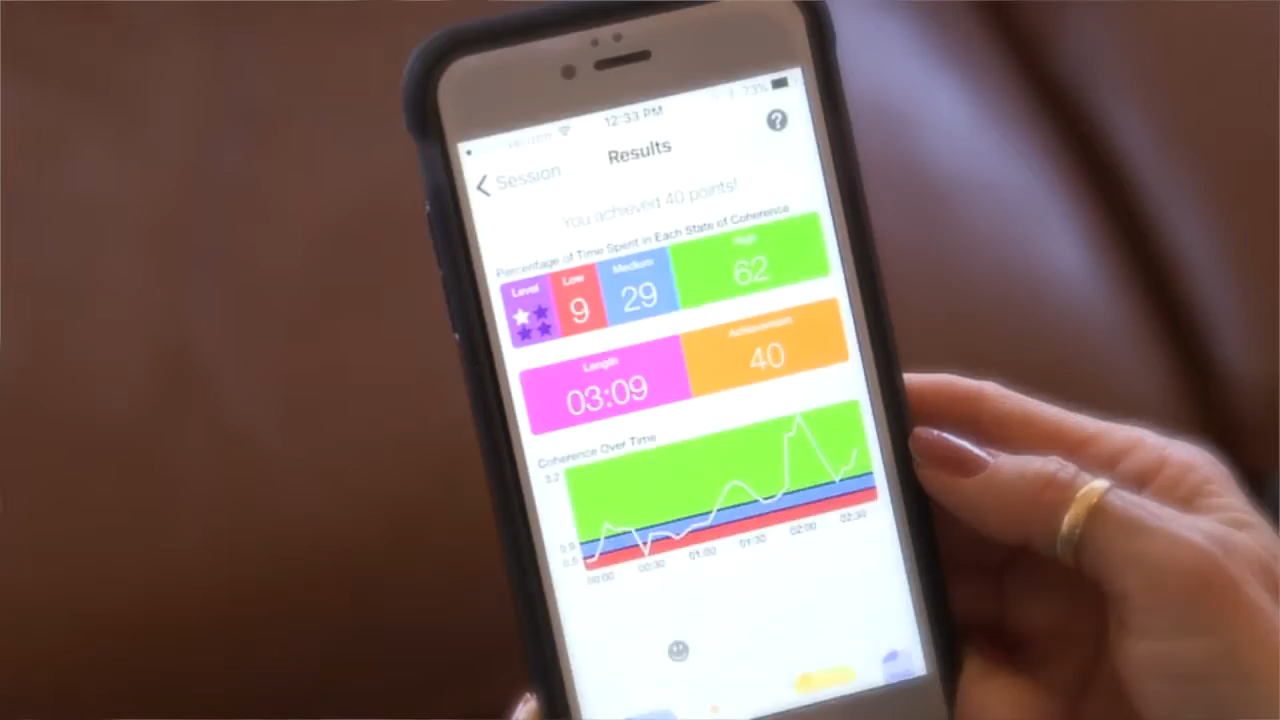 verizon 12:33 PM 73%
Session Results ?
You achieved 40 points!
Percentage of Time Spent in Each State of Coherence
Level Low Medium High
9 29 62
Length Achievement
03:09 40
Coherence Over Time
3.2
0.9
0.5
00:00 00:30 01:00 01:30 02:00 02:30